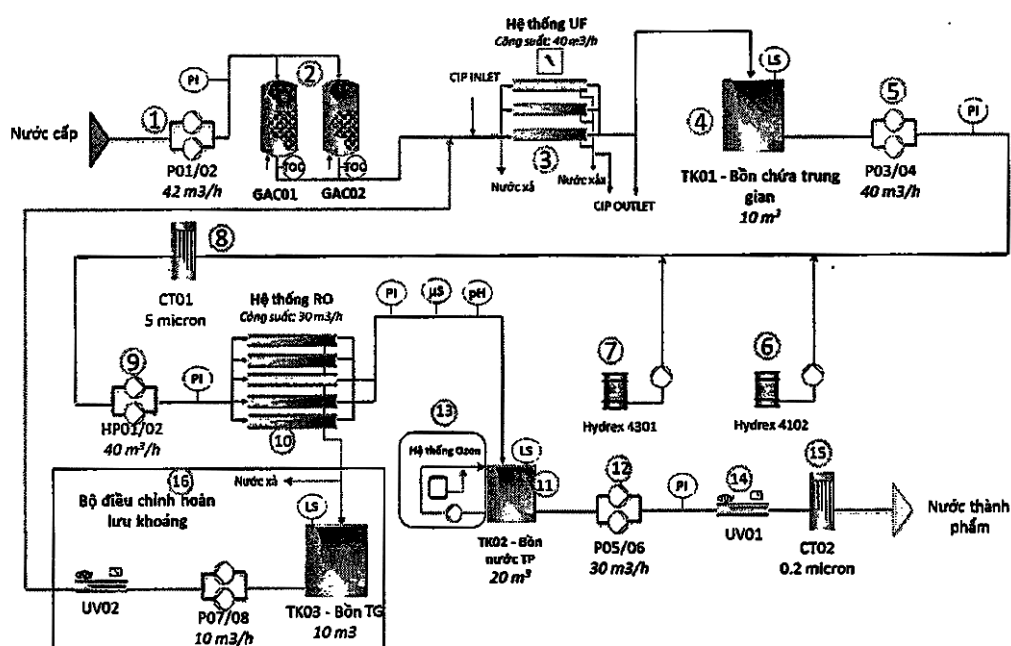 Hệ thống UF
Công suất: 40 m3/h
CIP INLET
PI
2
LS
1
5
4
PI
Nước cấp
P01/02
42 m3/h
TOC
TOC
GAC01
GAC02
3
Nước xả
Nước xả
CIP OUTLET
TK01 - Bồn chứa trung
gian
10 m³
P03/04
40 m3/h
8
CT01
5 micron
Hệ thống RO
Công suất: 30 m3/h
PI
µS
pH
9
PI
HP01/02
40 m³/h
10
7
Hydrex 4301
6
Hydrex 4102
13
Hệ thống Ozon
LS
11
12
PI
14
15
16
Nước xả
Bộ điều chỉnh hoàn
lưu khoáng
LS
TK02 - Bồn
nước TP
20 m³
P05/06
30 m3/h
UV01
CT02
0.2 micron
Nước thành
phẩm
UV02
P07/08
10 m3/h
TK03 - Bồn TG
10 m3